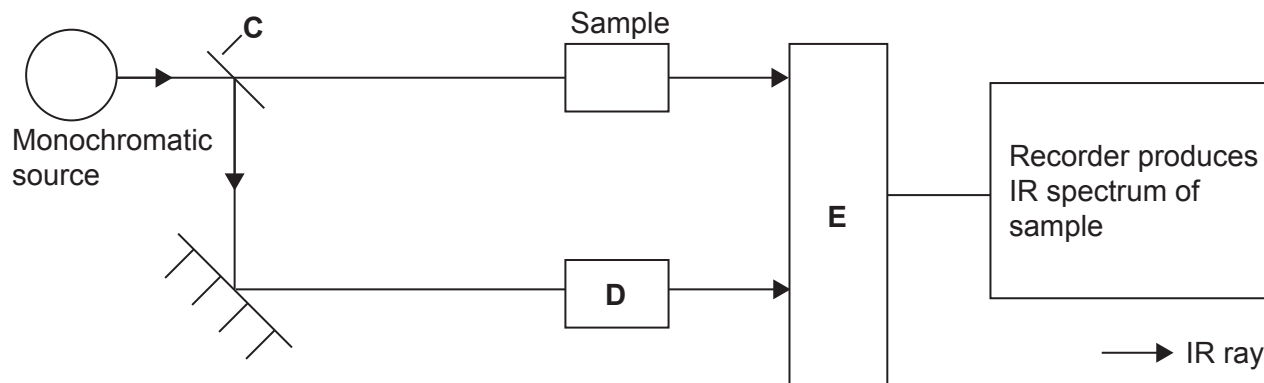 C
Sample
Monochromatic
source
Recorder produces
IR spectrum of
sample
E
D
IR ray